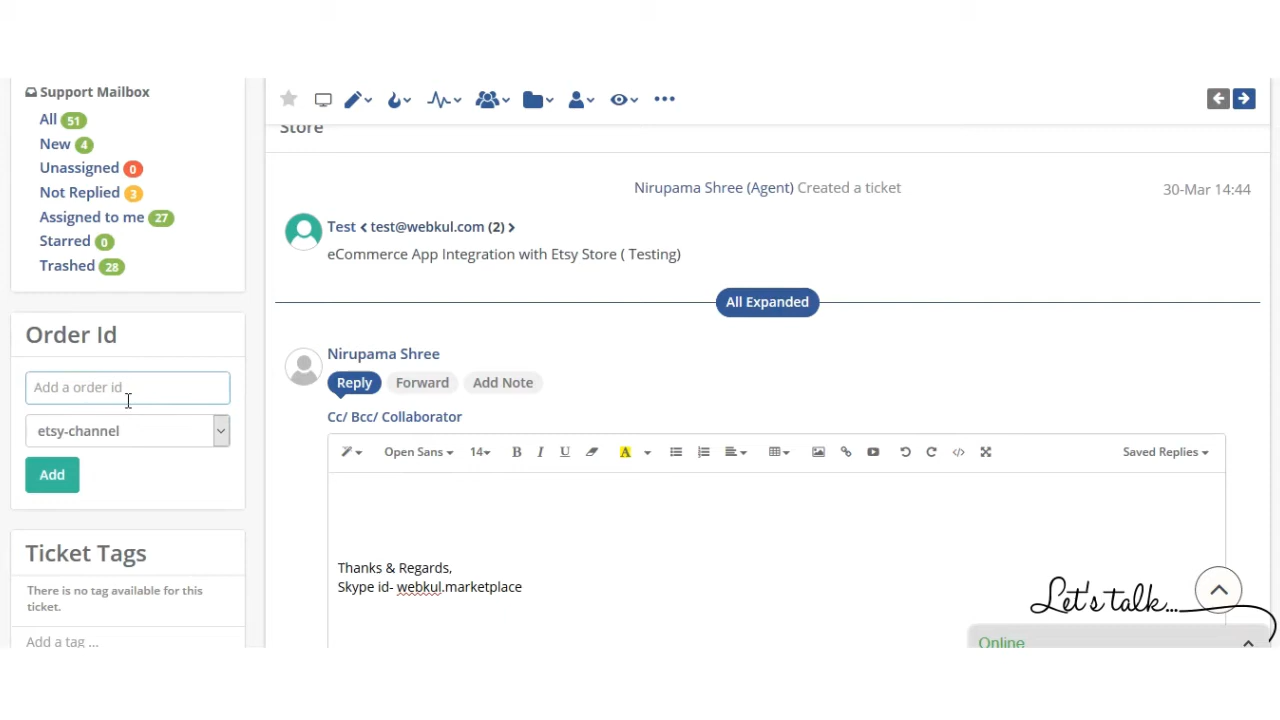 Support Mailbox
All 51
New 4
Unassigned 0
Not Replied 3
Assigned to me 27
Starred 0
Trashed 28
Order Id
Add a order id
etsy-channel
Add
Ticket Tags
There is no tag available for this
ticket.
Add a tag ...
Store
Nirupama Shree (Agent) Created a ticket
30-Mar 14:44
Test < test@webkul.com (2) >
eCommerce App Integration with Etsy Store ( Testing)
All Expanded
Nirupama Shree
Reply Forward Add Note
Cc/ Bcc/ Collaborator
Open Sans 14 B I U A Saved Replies
Thanks & Regards,
Skype id- webkul.marketplace
Let's talk...
Online